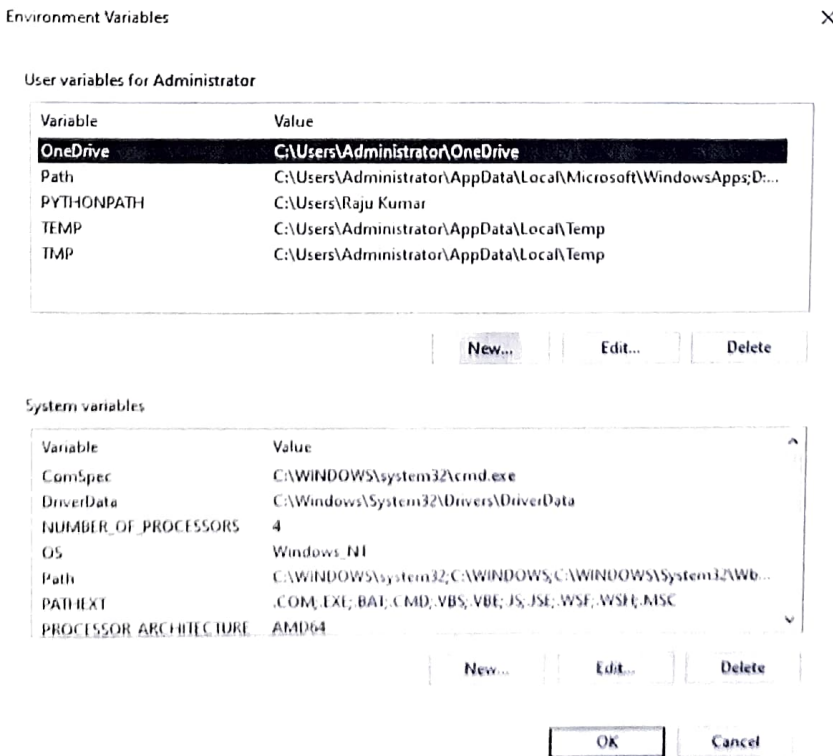 Environment Variables
User variables for Administrator
Variable Value
OneDrive C:\Users\Administrator\OneDrive
Path C:\Users\Administrator\AppData\Local\Microsoft\WindowsApps;D:...
PYTHONPATH C:\Users\Raju Kumar
TEMP C:\Users\Administrator\AppData\Local\Temp
TMP C:\Users\Administrator\AppData\Local\Temp
New... Edit... Delete
System variables
Variable Value
ComSpec C:\WINDOWS\system32\cmd.exe
DriverData C:\Windows\System32\Drivers\DriverData
NUMBER_OF_PROCESSORS 4
OS Windows_NT
Path C:\WINDOWS\system32;C:\WINDOWS;C:\WINDOWS\System32\Wb...
PATHEXT .COM;.EXE;.BAT;.CMD;.VBS;.VBE;.JS;.JSE;.WSF;.WSH;.MSC
PROCESSOR_ARCHITECTURE AMD64
New... Edit... Delete
OK Cancel